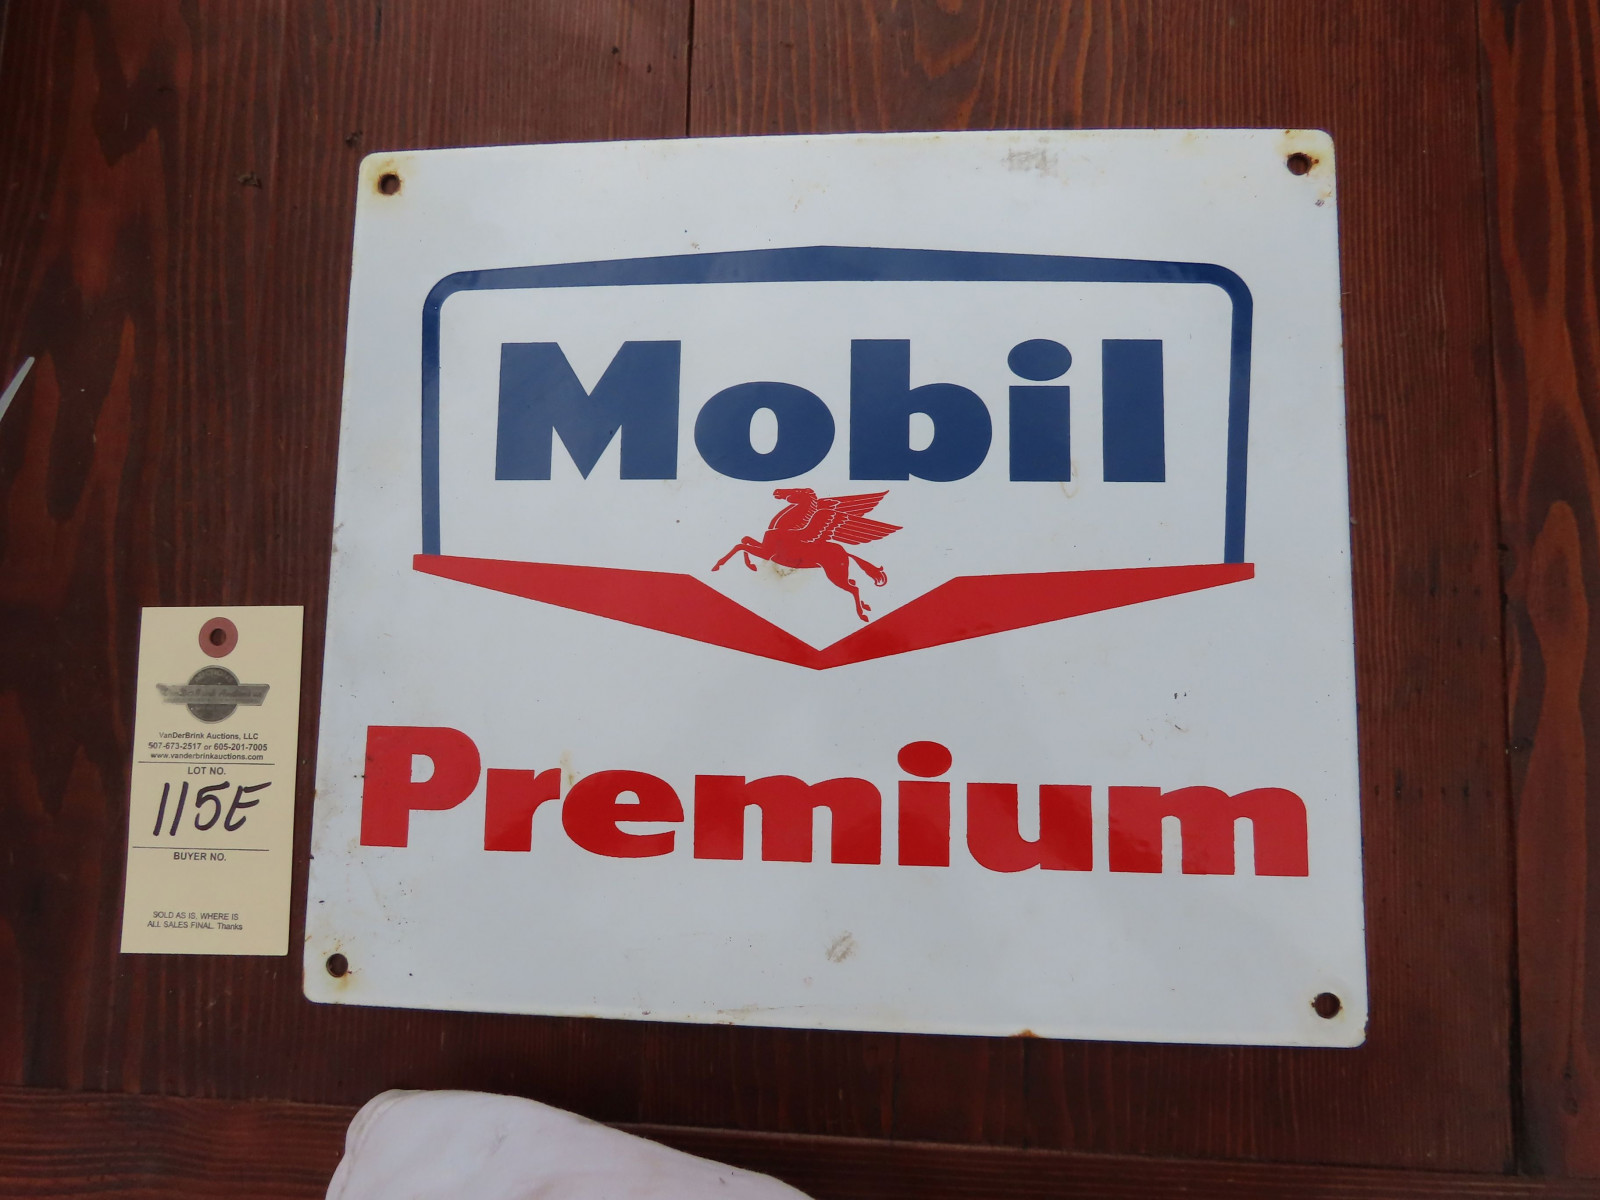 Mobil
Premium
VanDerBrink Auctions, LLC
507-673-2517 or 605-201-7005
www.vanderbrinkauctions.com
LOT NO.
115E
BUYER NO.
SOLD AS IS, WHERE IS
ALL SALES FINAL. Thanks